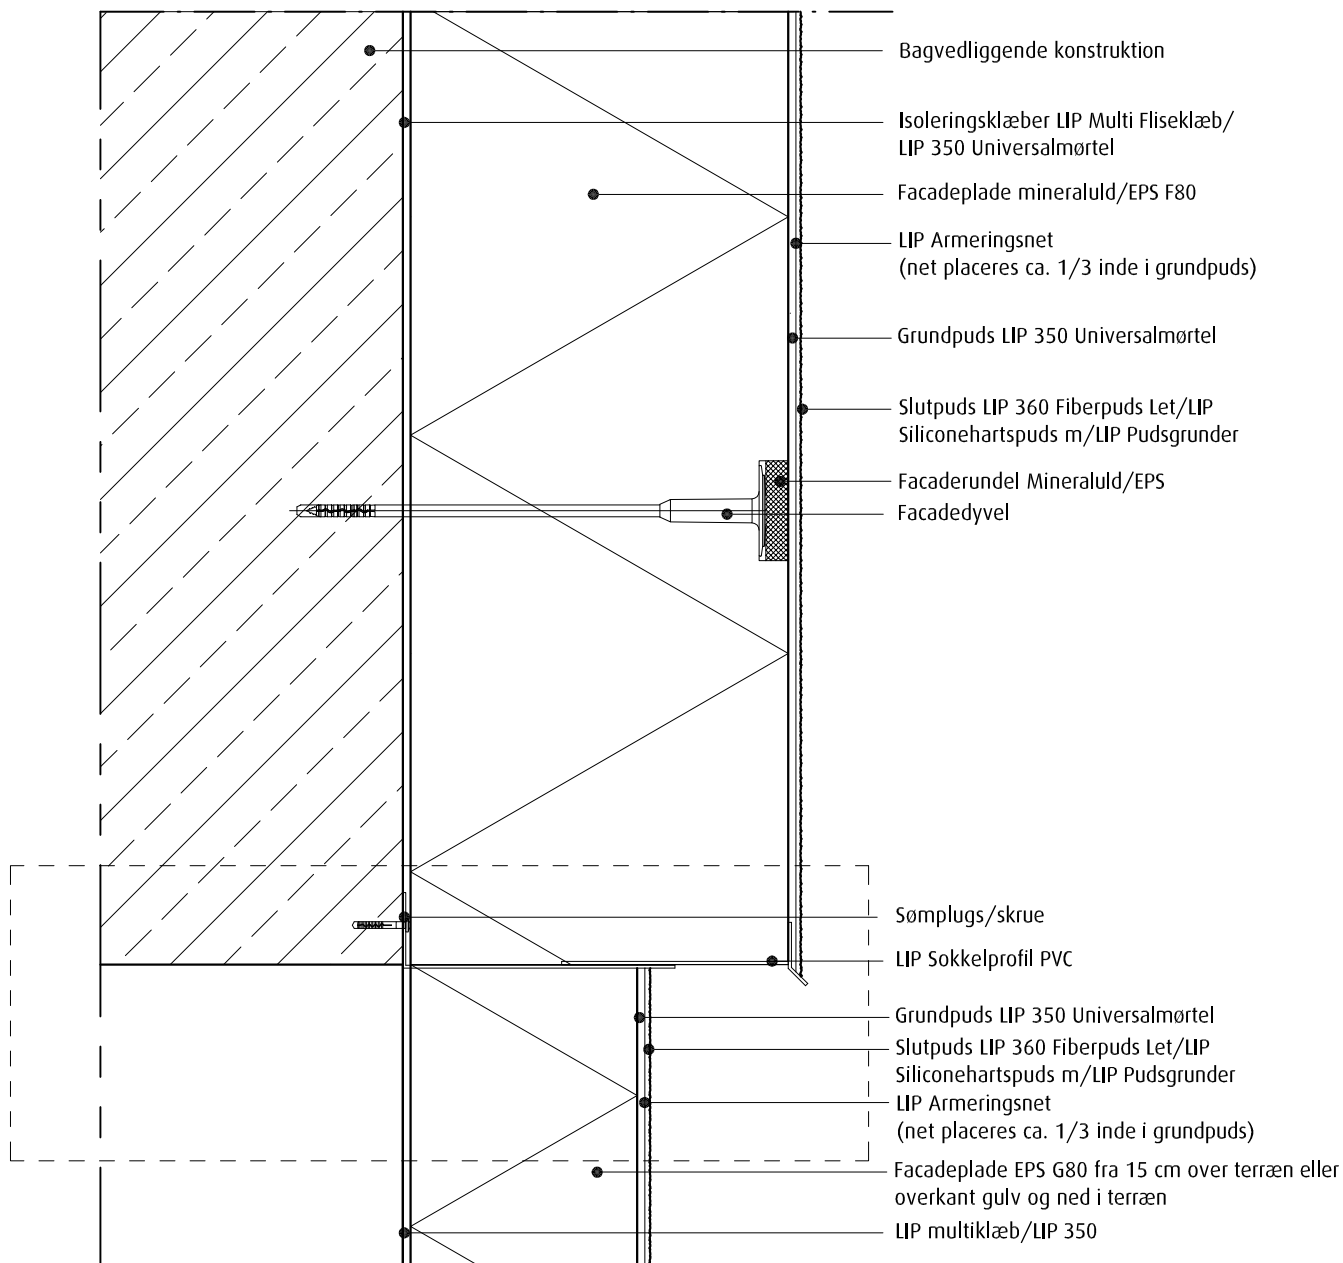 Bagvedliggende konstruktion
Isoleringsklæber LIP Multi Fliseklæb/
LIP 350 Universalmørtel
Facadeplade mineraluld/EPS F80
LIP Armeringsnet
(net placeres ca. 1/3 inde i grundpuds)
Grundpuds LIP 350 Universalmørtel
Slutpuds LIP 360 Fiberpuds Let/LIP
Siliconehartspuds m/LIP Pudsgrunder
Facaderundel Mineraluld/EPS
Facadedyvel
Sømplugs/skrue
LIP Sokkelprofil PVC
Grundpuds LIP 350 Universalmørtel
Slutpuds LIP 360 Fiberpuds Let/LIP
Siliconehartspuds m/LIP Pudsgrunder
LIP Armeringsnet
(net placeres ca. 1/3 inde i grundpuds)
Facadeplade EPS G80 fra 15 cm over terræn eller
overkant gulv og ned i terræn
LIP multiklæb/LIP 350